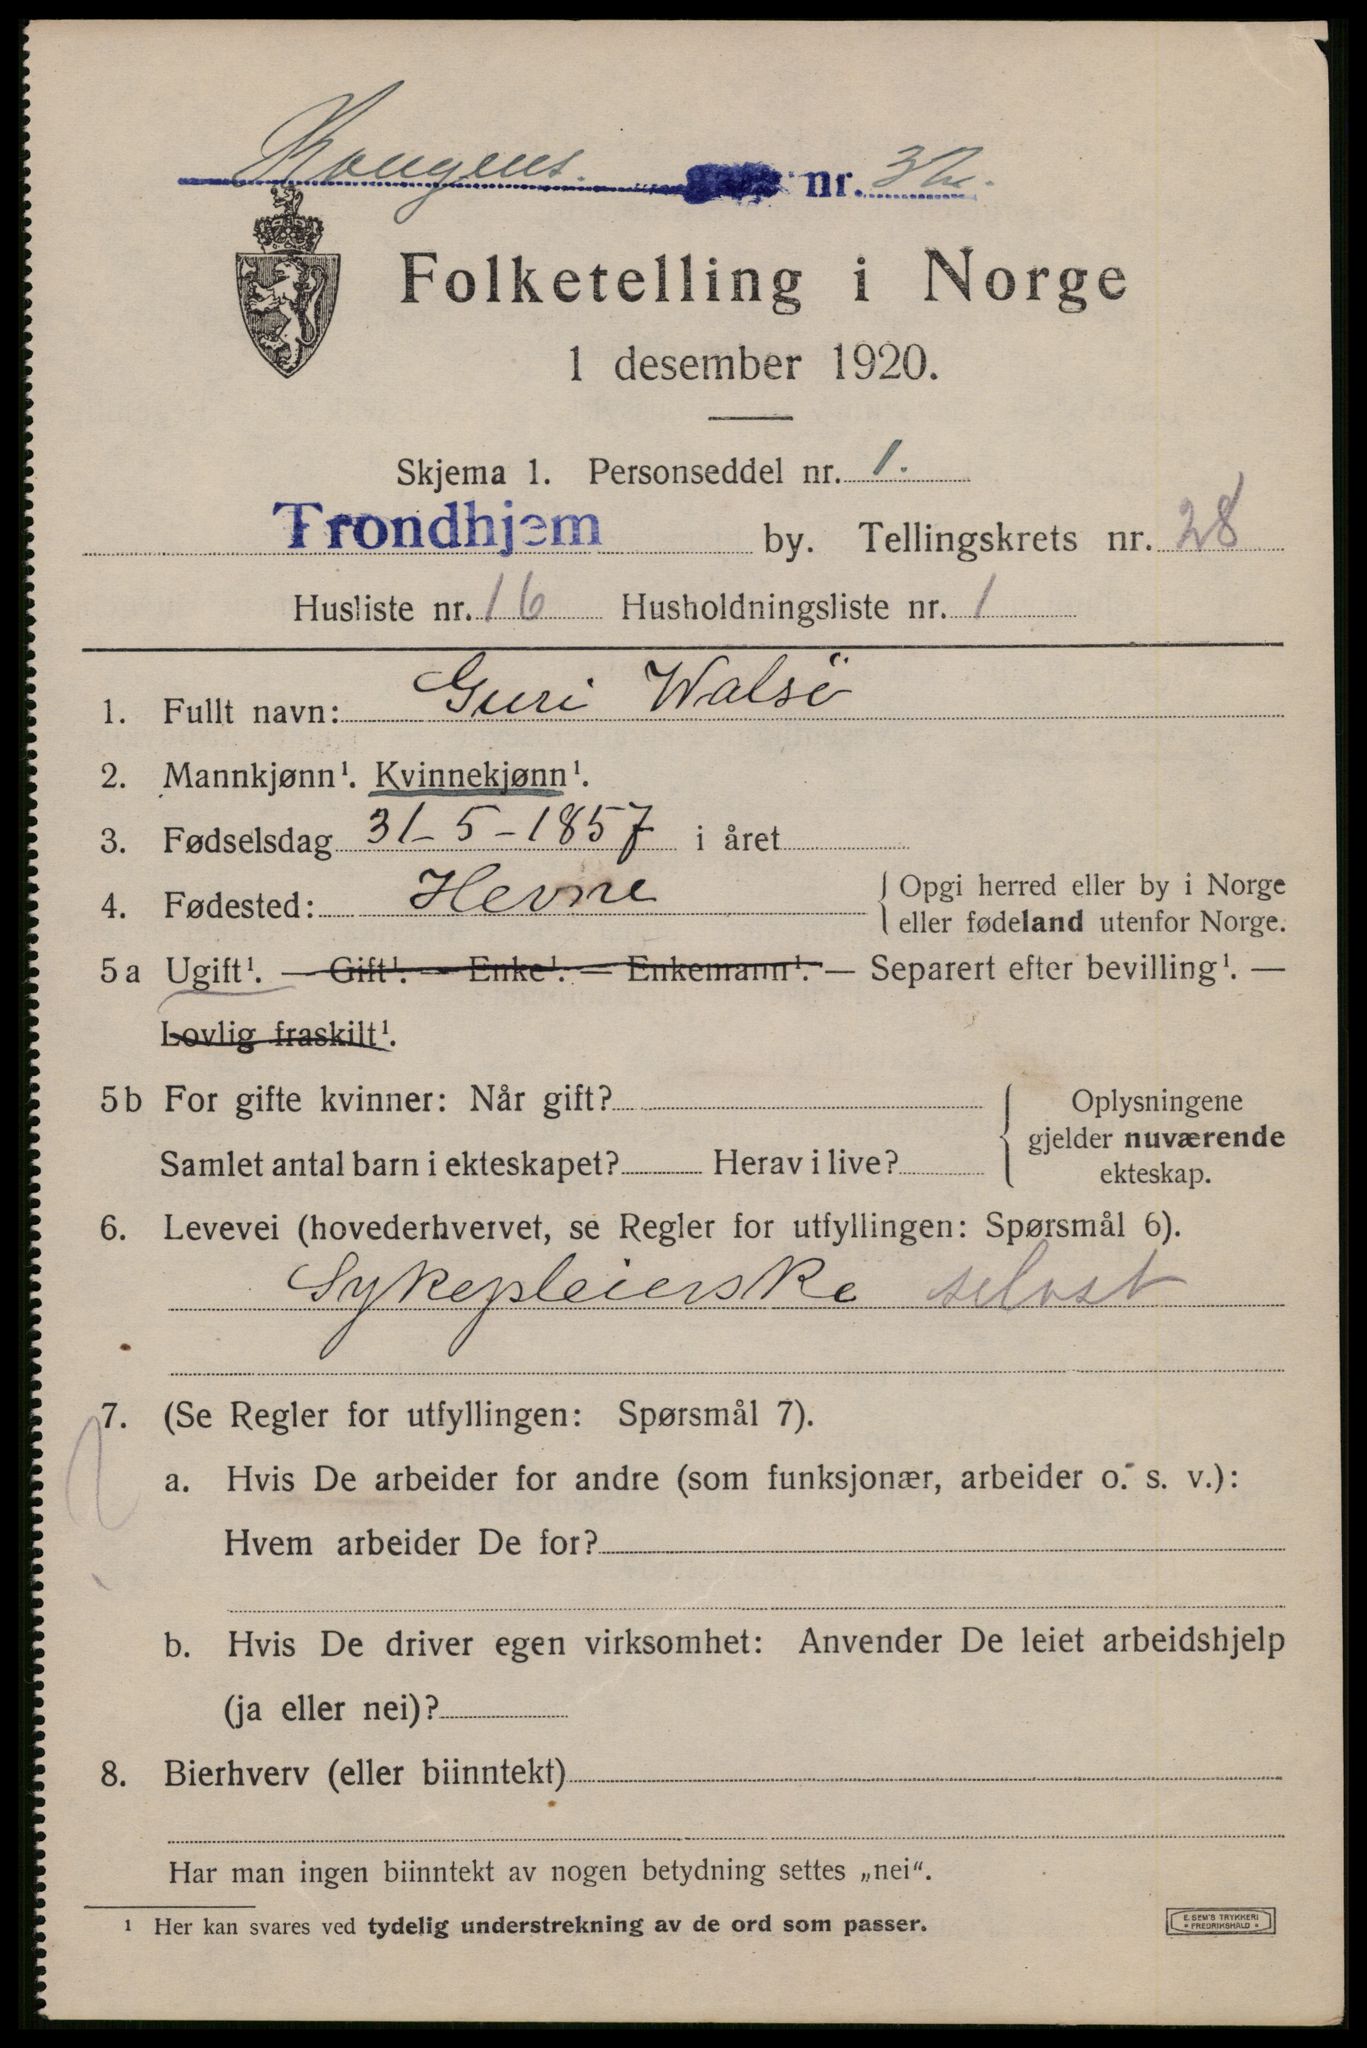 Kongens nr.
Folketelling i Norge
1 desember 1920.
Skjema 1. Personseddel nr. 1.
Trondhjem by. Tellingskrets nr. 28
Husliste nr. 16 Husholdningsliste nr. 1
1. Fullt navn: Guri Walsö
2. Mannkjønn¹. Kvinnekjønn¹.
3. Fødselsdag 31-5-1857 i året
4. Fødested: Hevne { Opgi herred eller by i Norge
eller fødeland utenfor Norge.
5a Ugift¹. — Gift¹. — Enke¹. — Enkemann¹. — Separert efter bevilling¹. —
Lovlig fraskilt¹.
5b For gifte kvinner: Når gift? { Oplysningene
gjelder nuværende
Samlet antal barn i ekteskapet? Herav i live?
ekteskap.
6. Levevei (hovederhvervet, se Regler for utfyllingen: Spørsmål 6).
Sykepleierske selvst
7. (Se Regler for utfyllingen: Spørsmål 7).
a. Hvis De arbeider for andre (som funksjonær, arbeider o. s. v.):
Hvem arbeider De for?
b. Hvis De driver egen virksomhet: Anvender De leiet arbeidshjelp
(ja eller nei)?
8. Bierhverv (eller biinntekt)
Har man ingen biinntekt av nogen betydning settes „nei“.
¹ Her kan svares ved tydelig understrekning av de ord som passer.
E. SEM'S TRYKKERI
• FREDRIKSHALD •